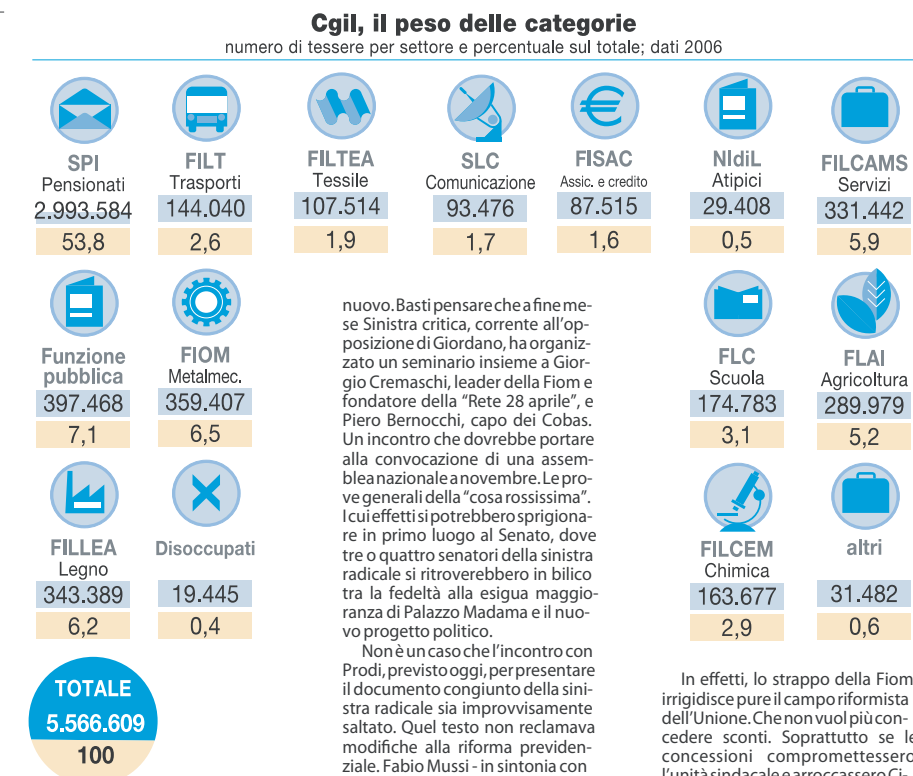 Cgil, il peso delle categorie
numero di tessere per settore e percentuale sul totale; dati 2006
SPI
Pensionati
2.993.584
53,8
FILT
Trasporti
144.040
2,6
FILTEA
Tessile
107.514
1,9
SLC
Comunicazione
93.476
1,7
FISAC
Assic. e credito
87.515
1,6
NIdiL
Atipici
29.408
0,5
FILCAMS
Servizi
331.442
5,9
Funzione
pubblica
397.468
7,1
FIOM
Metalmec.
359.407
6,5
FLC
Scuola
174.783
3,1
FLAI
Agricoltura
289.979
5,2
FILLEA
Legno
343.389
6,2
Disoccupati
19.445
0,4
FILCEM
Chimica
163.677
2,9
altri
31.482
0,6
TOTALE
5.566.609
100
nuovo. Basti pensare che a fine me-
se Sinistra critica, corrente all'op-
posizione di Giordano, ha organiz-
zato un seminario insieme a Gior-
gio Cremaschi, leader della Fiom e
fondatore della "Rete 28 aprile", e
Piero Bernocchi, capo dei Cobas.
Un incontro che dovrebbe portare
alla convocazione di una assem-
blea nazionale a novembre. Le pro-
ve generali della "cosa rossissima".
I cui effetti si potrebbero sprigiona-
re in primo luogo al Senato, dove
tre o quattro senatori della sinistra
radicale si ritroverebbero in bilico
tra la fedeltà alla esigua maggio-
ranza di Palazzo Madama e il nuo-
vo progetto politico.
Non è un caso che l'incontro con
Prodi, previsto oggi, per presentare
il documento congiunto della sini-
stra radicale sia improvvisamente
saltato. Quel testo non reclamava
modifiche alla riforma previden-
ziale. Fabio Mussi - in sintonia con
In effetti, lo strappo della Fiom
irrigidisce pure il campo riformista
dell'Unione. Che non vuol più con-
cedere sconti. Soprattutto se le
concessioni compromettessero
l'unità sindacale e arroccassero Ci-